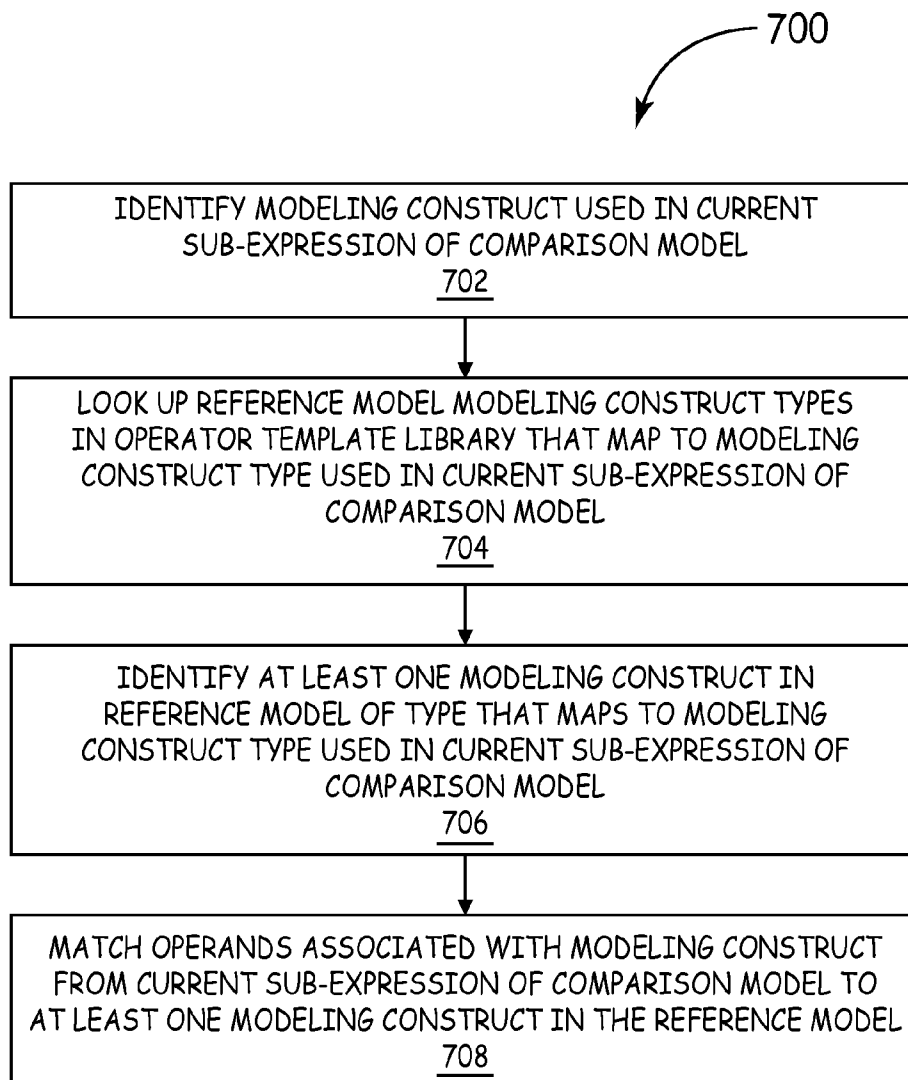 700
IDENTIFY MODELING CONSTRUCT USED IN CURRENT
SUB-EXPRESSION OF COMPARISON MODEL
702
LOOK UP REFERENCE MODEL MODELING CONSTRUCT TYPES
IN OPERATOR TEMPLATE LIBRARY THAT MAP TO MODELING
CONSTRUCT TYPE USED IN CURRENT SUB-EXPRESSION OF
COMPARISON MODEL
704
IDENTIFY AT LEAST ONE MODELING CONSTRUCT IN
REFERENCE MODEL OF TYPE THAT MAPS TO MODELING
CONSTRUCT TYPE USED IN CURRENT SUB-EXPRESSION OF
COMPARISON MODEL
706
MATCH OPERANDS ASSOCIATED WITH MODELING CONSTRUCT
FROM CURRENT SUB-EXPRESSION OF COMPARISON MODEL TO
AT LEAST ONE MODELING CONSTRUCT IN THE REFERENCE MODEL
708